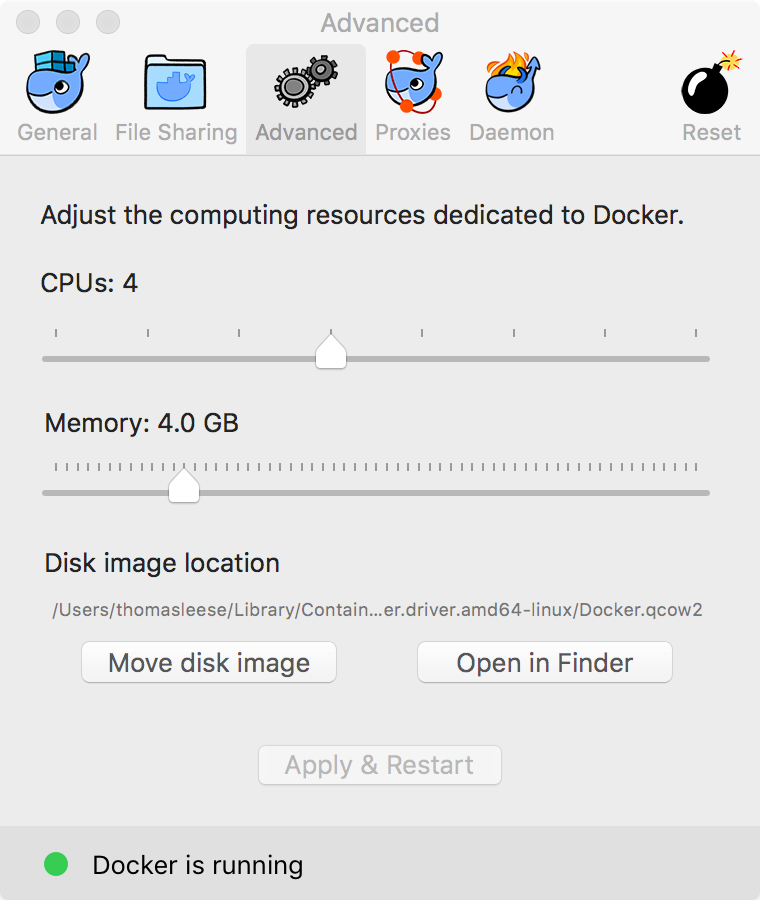 Advanced
General File Sharing Advanced Proxies Daemon Reset
Adjust the computing resources dedicated to Docker.
CPUs: 4
Memory: 4.0 GB
Disk image location
/Users/thomasleese/Library/Contain...er.driver.amd64-linux/Docker.qcow2
Move disk image Open in Finder
Apply & Restart
Docker is running